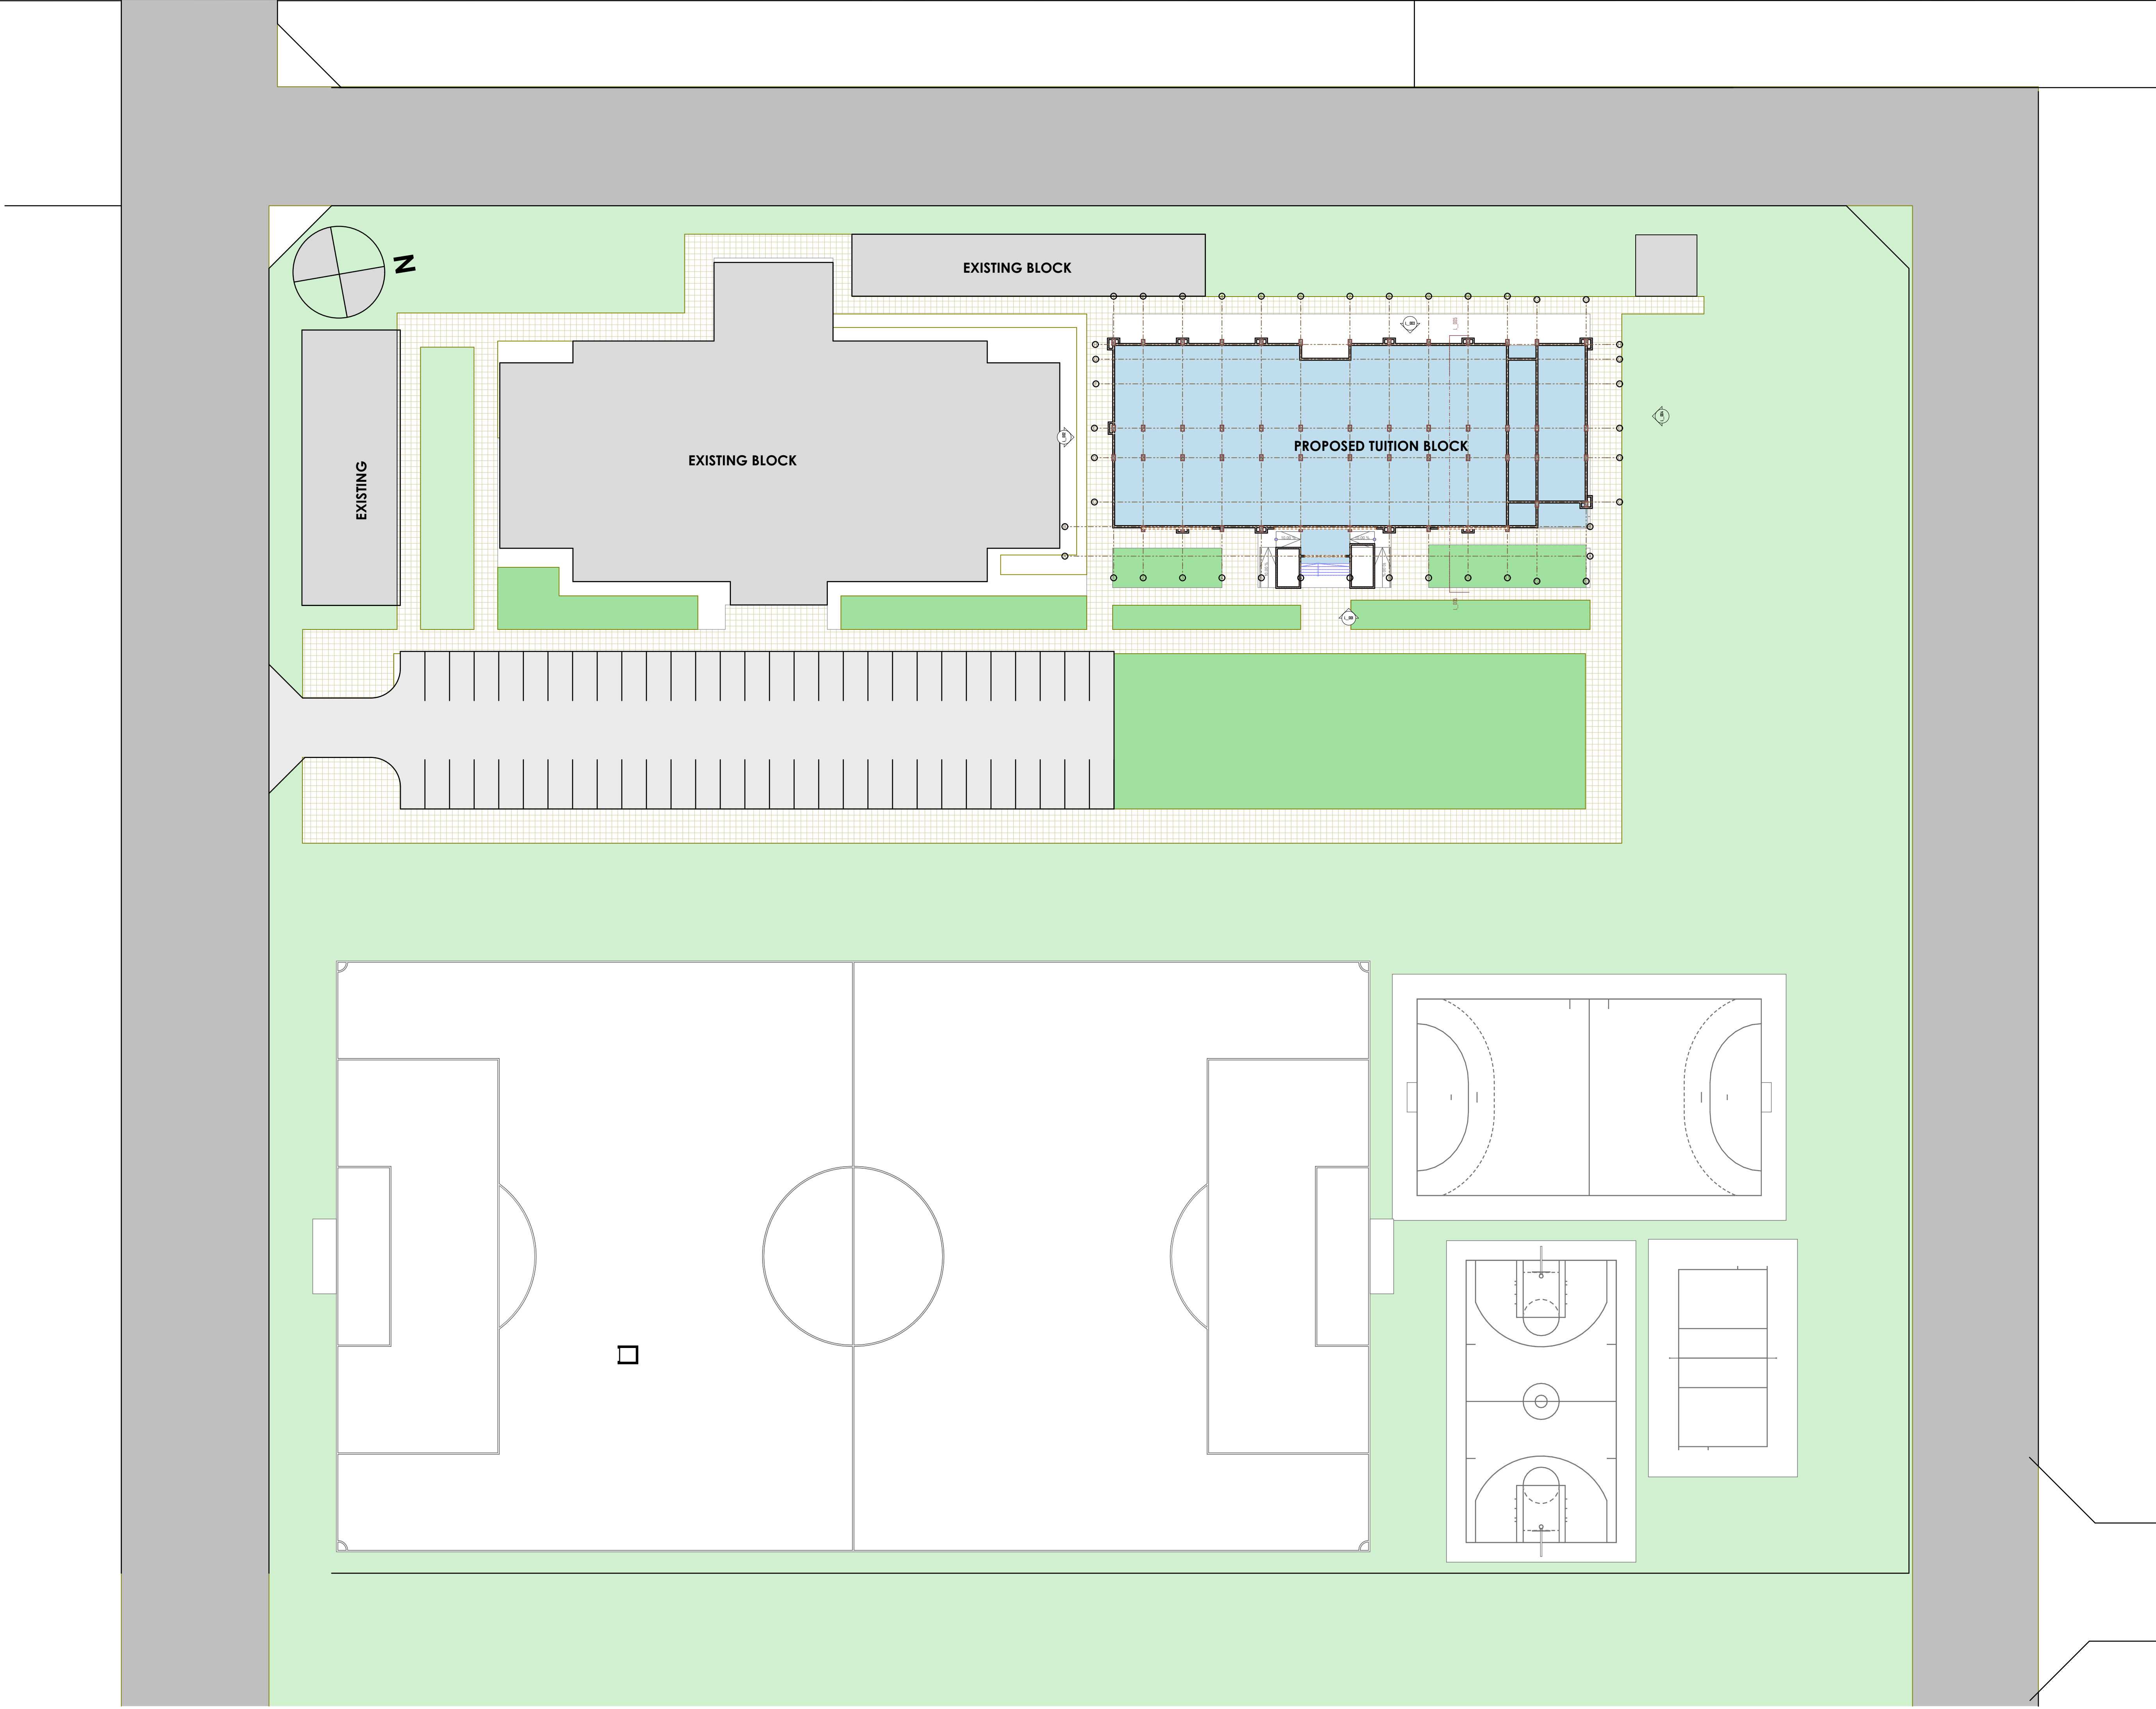 EXISTING BLOCK
N
EXISTING
EXISTING BLOCK
PROPOSED TUITION BLOCK